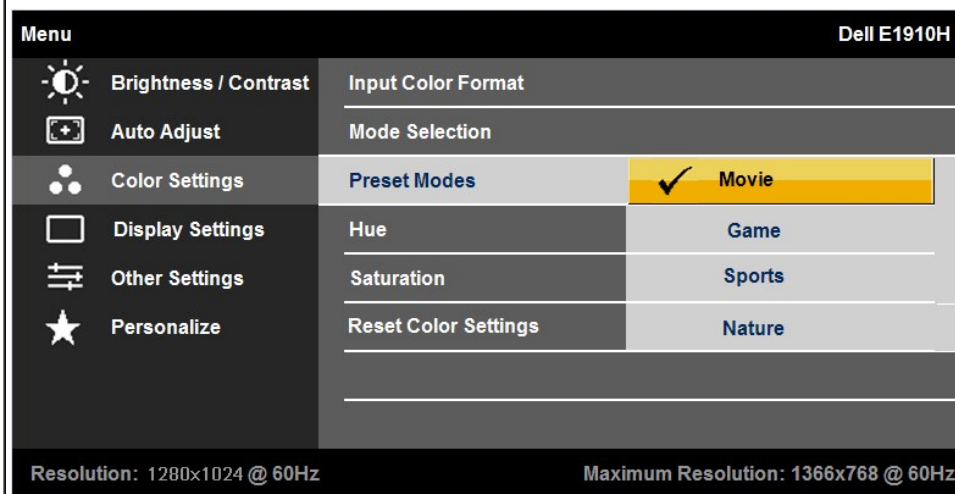 Menu Dell E1910H
Brightness / Contrast Input Color Format
Auto Adjust Mode Selection
Color Settings Preset Modes Movie
Display Settings Hue Game
Other Settings Saturation Sports
Personalize Reset Color Settings Nature
Resolution: 1280x1024 @ 60Hz Maximum Resolution: 1366x768 @ 60Hz